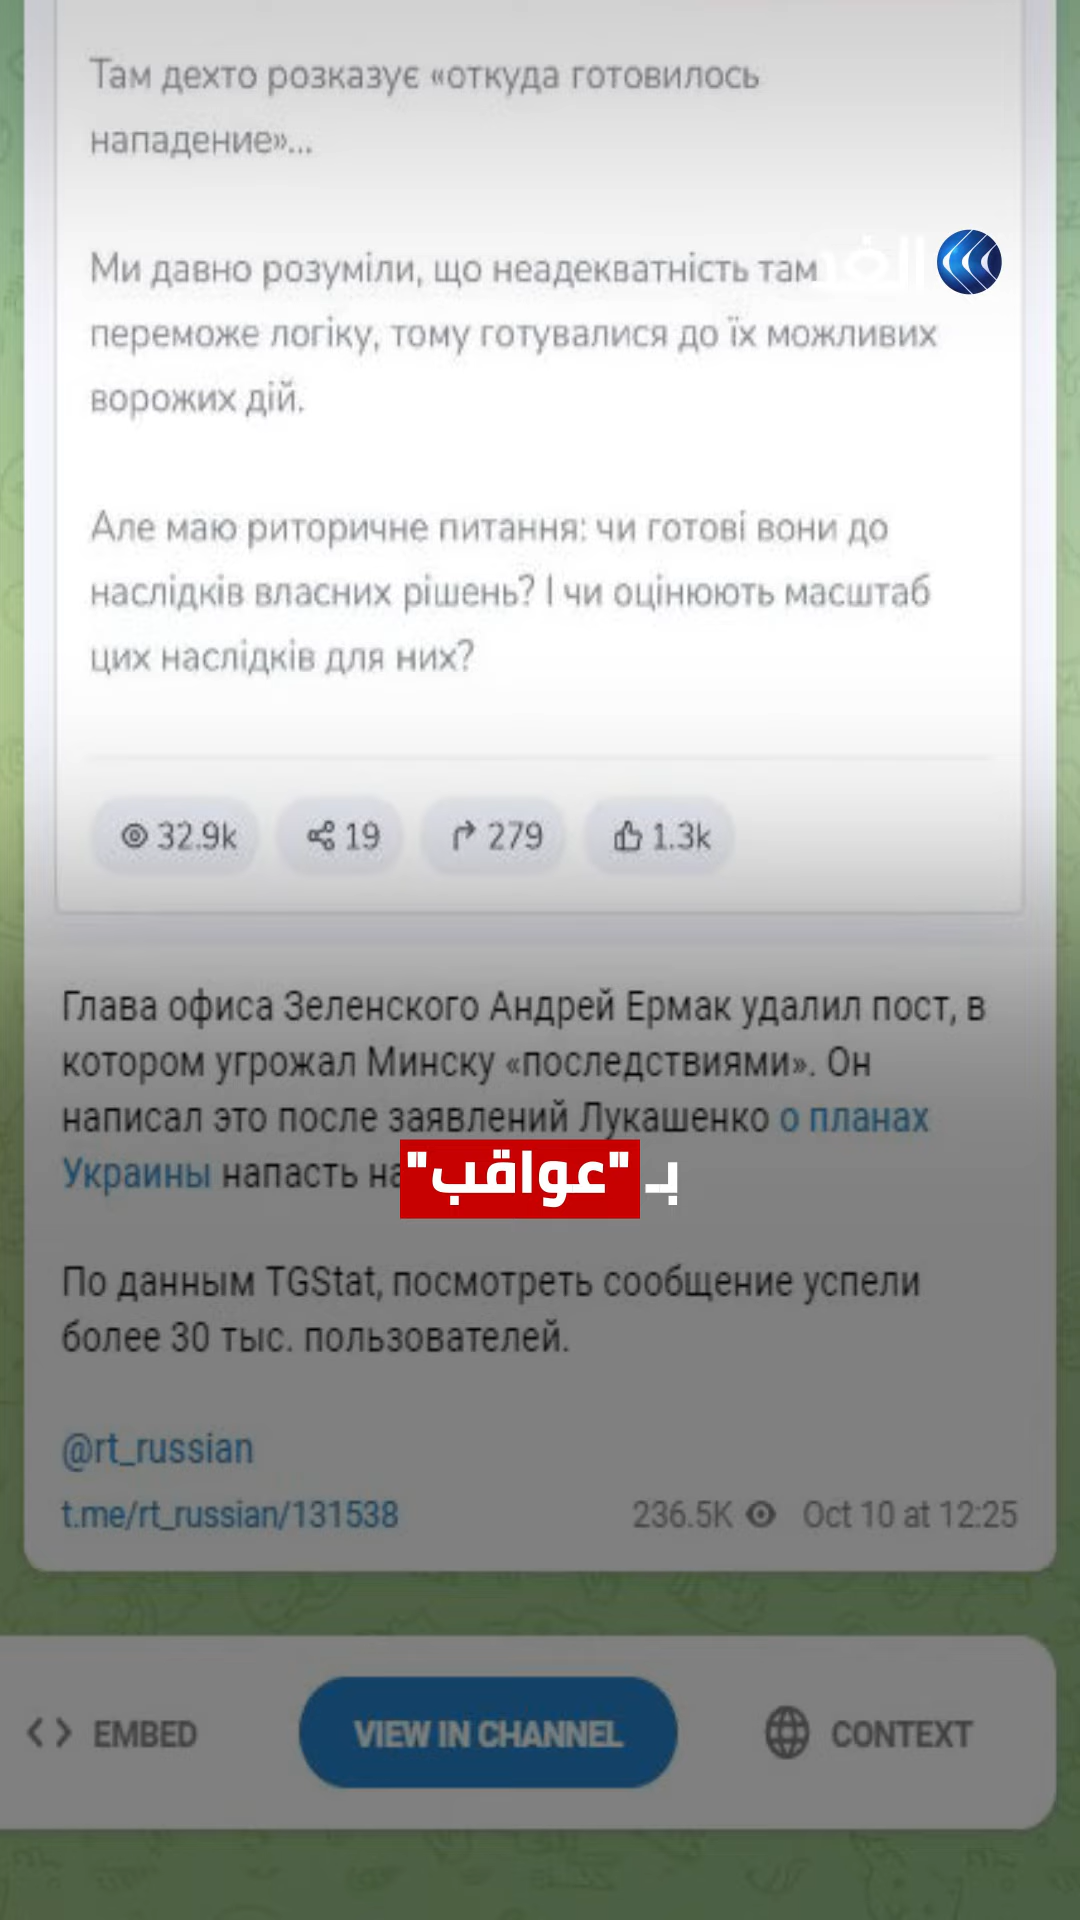 Там дехто розказує «откуда готовилось
нападение»...
Ми давно розуміли, що неадекватність там
الغد
переможе логіку, тому готувалися до їх можливих
ворожих дій.
Але маю риторичне питання: чи готові вони до
наслідків власних рішень? І чи оцінюють масштаб
цих наслідків для них?
32.9k 19 279 1.3k
Глава офиса Зеленского Андрей Ермак удалил пост, в
котором угрожал Минску «последствиями». Он
написал это после заявлений Лукашенко о планах
Украины напасть на
بـ "عواقب"
По данным TGStat, посмотреть сообщение успели
более 30 тыс. пользователей.
@rt_russian
t.me/rt_russian/131538 236.5K Oct 10 at 12:25
EMBED VIEW IN CHANNEL CONTEXT